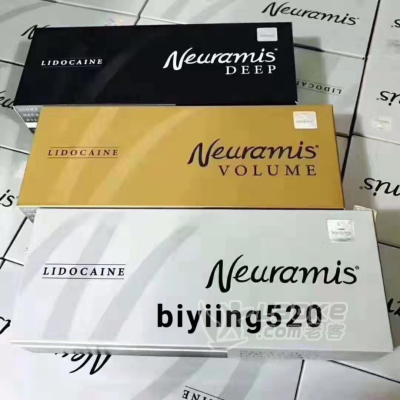 LIDOCAINE
Neuramis®
DEEP
LIDOCAINE
Neuramis®
VOLUME
LIDOCAINE
Neuramis®
biyiing520